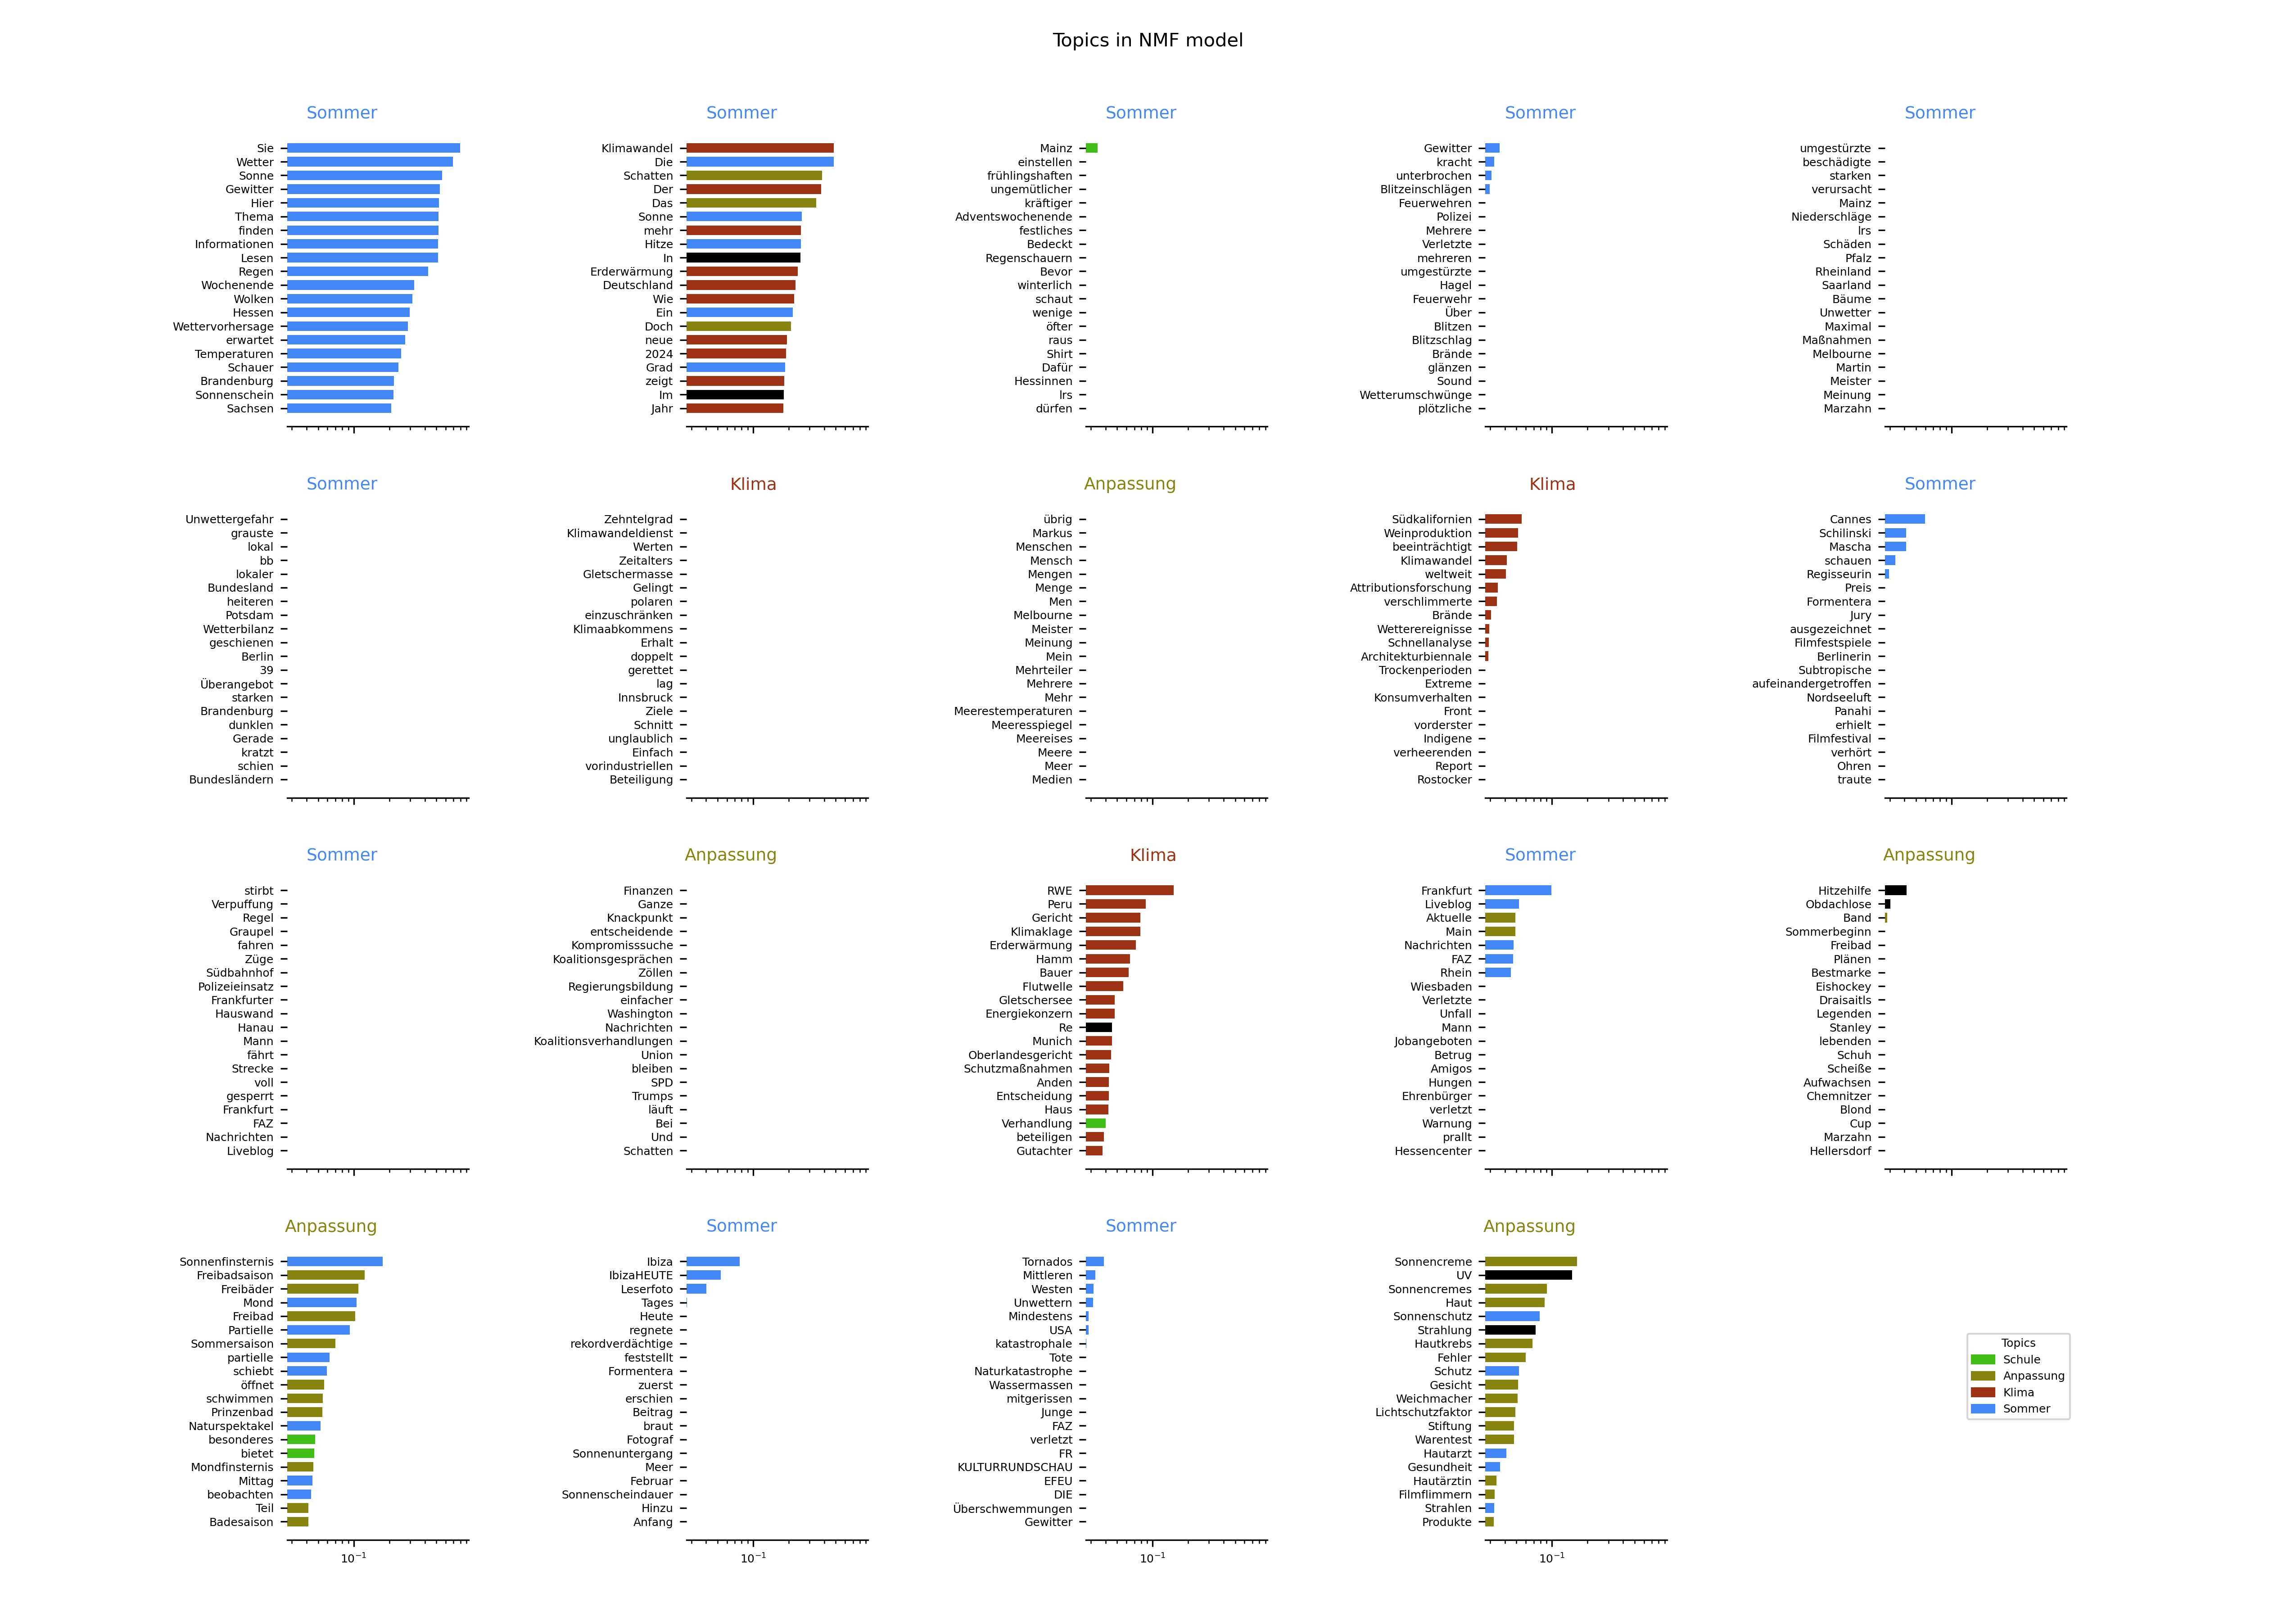 Topics in NMF model
Sommer
Sie
Wetter
Sonne
Gewitter
Hier
Thema
finden
Informationen
Lesen
Regen
Wochenende
Wolken
Hessen
Wettervorhersage
erwartet
Temperaturen
Schauer
Brandenburg
Sonnenschein
Sachsen
Sommer
Klimawandel
Die
Schatten
Der
Das
Sonne
mehr
Hitze
In
Erderwärmung
Deutschland
Wie
Ein
Doch
neue
2024
Grad
zeigt
Im
Jahr
Sommer
Mainz
einstellen
frühlingshaften
ungemütlicher
kräftiger
Adventswochenende
festliches
Bedeckt
Regenschauern
Bevor
winterlich
schaut
wenige
öfter
raus
Shirt
Dafür
Hessinnen
lrs
dürfen
Sommer
Gewitter
kracht
unterbrochen
Blitzeinschlägen
Feuerwehren
Polizei
Mehrere
Verletzte
mehreren
umgestürzte
Hagel
Feuerwehr
Über
Blitzen
Blitzschlag
Brände
glänzen
Sound
Wetterumschwünge
plötzliche
Sommer
umgestürzte
beschädigte
starken
verursacht
Mainz
Niederschläge
lrs
Schäden
Pfalz
Rheinland
Saarland
Bäume
Unwetter
Maximal
Maßnahmen
Melbourne
Martin
Meister
Meinung
Marzahn
Sommer
Unwettergefahr
grauste
lokal
bb
lokaler
Bundesland
heiteren
Potsdam
Wetterbilanz
geschienen
Berlin
39
Überangebot
starken
Brandenburg
dunklen
Gerade
kratzt
schien
Bundesländern
Klima
Zehntelgrad
Klimawandeldienst
Werten
Zeitalters
Gletschermasse
Gelingt
polaren
einzuschränken
Klimaabkommens
Erhalt
doppelt
gerettet
lag
Innsbruck
Ziele
Schnitt
unglaublich
Einfach
vorindustriellen
Beteiligung
Anpassung
übrig
Markus
Menschen
Mensch
Mengen
Menge
Men
Melbourne
Meister
Meinung
Mein
Mehrteiler
Mehrere
Mehr
Meerestemperaturen
Meeresspiegel
Meereises
Meere
Meer
Medien
Klima
Südkalifornien
Weinproduktion
beeinträchtigt
Klimawandel
weltweit
Attributionsforschung
verschlimmerte
Brände
Wetterereignisse
Schnellanalyse
Architekturbiennale
Trockenperioden
Extreme
Konsumverhalten
Front
vorderster
Indigene
verheerenden
Report
Rostocker
Sommer
Cannes
Schilinski
Mascha
schauen
Regisseurin
Preis
Formentera
Jury
ausgezeichnet
Filmfestspiele
Berlinerin
Subtropische
aufeinandergetroffen
Nordseeluft
Panahi
erhielt
Filmfestival
verhört
Ohren
traute
Sommer
stirbt
Verpuffung
Regel
Graupel
fahren
Züge
Südbahnhof
Polizeieinsatz
Frankfurter
Hauswand
Hanau
Mann
fährt
Strecke
voll
gesperrt
Frankfurt
FAZ
Nachrichten
Liveblog
Anpassung
Finanzen
Ganze
Knackpunkt
entscheidende
Kompromisssuche
Koalitionsgesprächen
Zöllen
Regierungsbildung
einfacher
Washington
Nachrichten
Koalitionsverhandlungen
Union
bleiben
SPD
Trumps
läuft
Bei
Und
Schatten
Klima
RWE
Peru
Gericht
Klimaklage
Erderwärmung
Hamm
Bauer
Flutwelle
Gletschersee
Energiekonzern
Re
Munich
Oberlandesgericht
Schutzmaßnahmen
Anden
Entscheidung
Haus
Verhandlung
beteiligen
Gutachter
Sommer
Frankfurt
Liveblog
Aktuelle
Main
Nachrichten
FAZ
Rhein
Wiesbaden
Verletzte
Unfall
Mann
Jobangeboten
Betrug
Amigos
Hungen
Ehrenbürger
verletzt
Warnung
prallt
Hessencenter
Anpassung
Hitzehilfe
Obdachlose
Band
Sommerbeginn
Freibad
Plänen
Bestmarke
Eishockey
Draisaitls
Legenden
Stanley
lebenden
Schuh
Scheiße
Aufwachsen
Chemnitzer
Blond
Cup
Marzahn
Hellersdorf
Anpassung
Sonnenfinsternis
Freibadsaison
Freibäder
Mond
Freibad
Partielle
Sommersaison
partielle
schiebt
öffnet
schwimmen
Prinzenbad
Naturspektakel
besonderes
bietet
Mondfinsternis
Mittag
beobachten
Teil
Badesaison
10⁻¹
Sommer
Ibiza
IbizaHEUTE
Leserfoto
Tages
Heute
regnete
rekordverdächtige
feststellt
Formentera
zuerst
erschien
Beitrag
braut
Fotograf
Sonnenuntergang
Meer
Februar
Sonnenscheindauer
Hinzu
Anfang
10⁻¹
Sommer
Tornados
Mittleren
Westen
Unwettern
Mindestens
USA
katastrophale
Tote
Naturkatastrophe
Wassermassen
mitgerissen
Junge
FAZ
verletzt
FR
KULTURRUNDSCHAU
EFEU
DIE
Überschwemmungen
Gewitter
10⁻¹
Anpassung
Sonnencreme
UV
Sonnencremes
Haut
Sonnenschutz
Strahlung
Hautkrebs
Fehler
Schutz
Gesicht
Weichmacher
Lichtschutzfaktor
Stiftung
Warentest
Hautarzt
Gesundheit
Hautärztin
Filmflimmern
Strahlen
Produkte
10⁻¹
Topics
Schule
Anpassung
Klima
Sommer